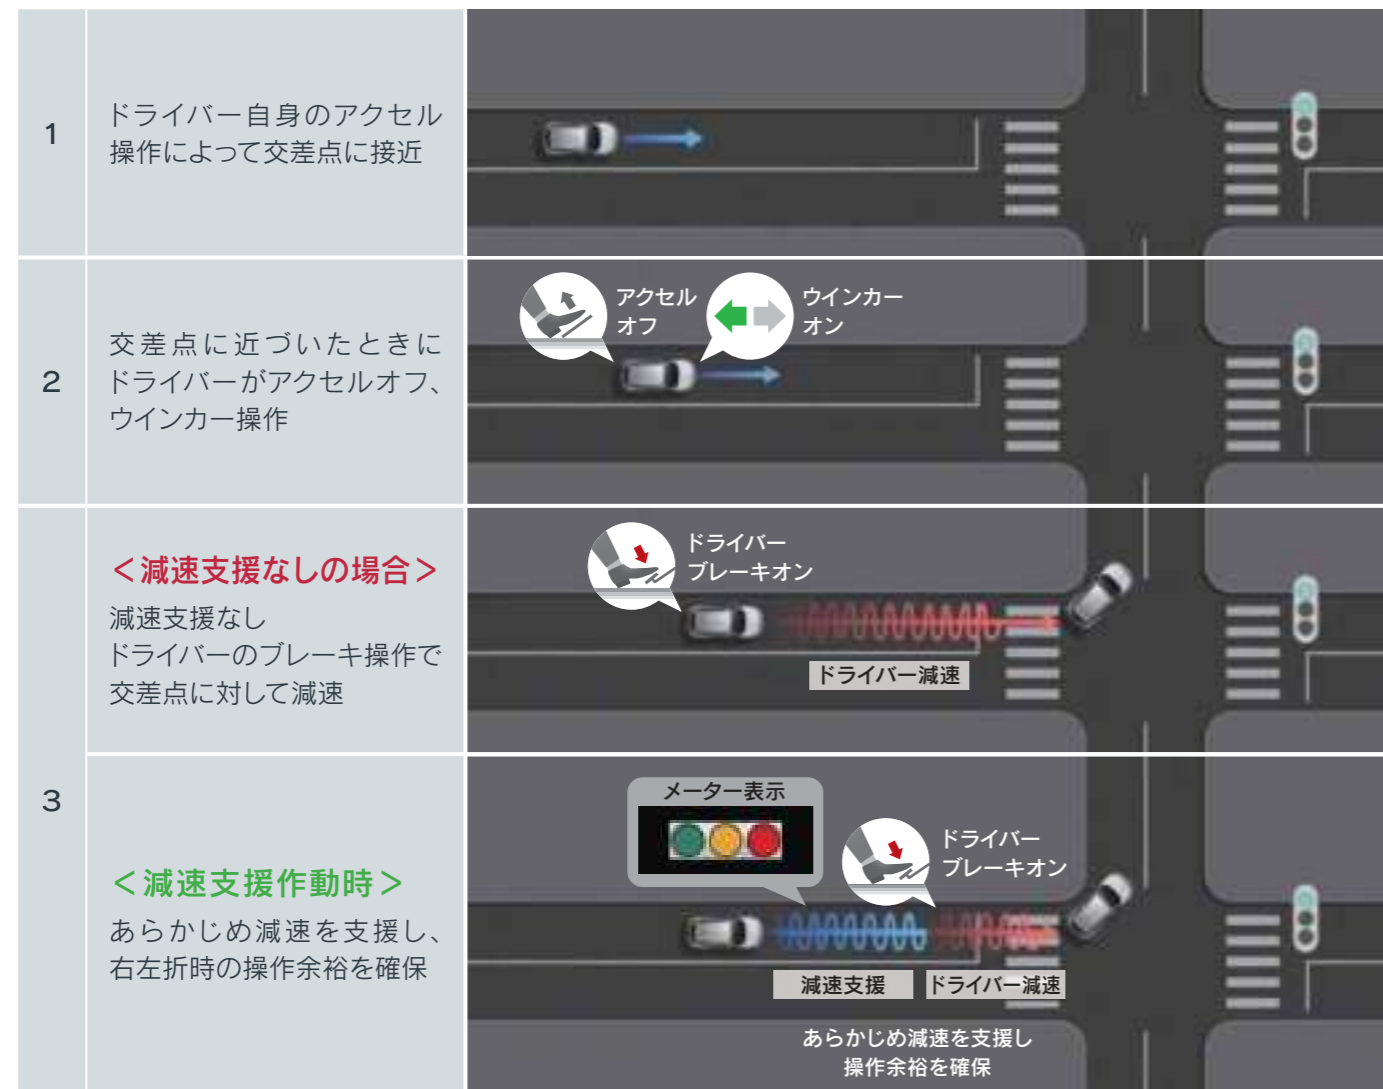 1
ドライバー自身のアクセル
操作によって交差点に接近
2
交差点に近づいたときに
ドライバーがアクセルオフ、
ウインカー操作
アクセル
オフ
ウインカー
オン
3
＜減速支援なしの場合＞
減速支援なし
ドライバーのブレーキ操作で
交差点に対して減速
ドライバー
ブレーキオン
ドライバー減速
＜減速支援作動時＞
あらかじめ減速を支援し、
右左折時の操作余裕を確保
メーター表示
ドライバー
ブレーキオン
減速支援
ドライバー減速
あらかじめ減速を支援し
操作余裕を確保